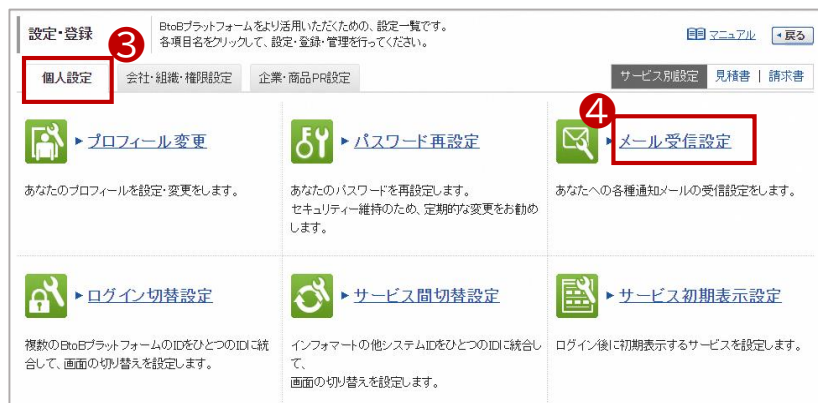 設定・登録
BtoBプラットフォームをより活用いただくための、設定一覧です。
各項目名をクリックして、設定・登録・管理を行ってください。
マニュアル
戻る
3
個人設定
会社・組織・権限設定
企業・商品PR設定
サービス別設定
見積書 | 請求書
4
プロフィール変更
パスワード再設定
メール受信設定
あなたのプロフィールを設定・変更をします。
あなたのパスワードを再設定します。
セキュリティー維持のため、定期的な変更をお勧め
します。
あなたへの各種通知メールの受信設定をします。
ログイン切替設定
サービス間切替設定
サービス初期表示設定
複数のBtoBプラットフォームのIDをひとつのIDに統
合して、画面の切り替えを設定します。
インフォマートの他システムIDをひとつのIDに統合し
て、
画面の切り替えを設定します。
ログイン後に初期表示するサービスを設定します。